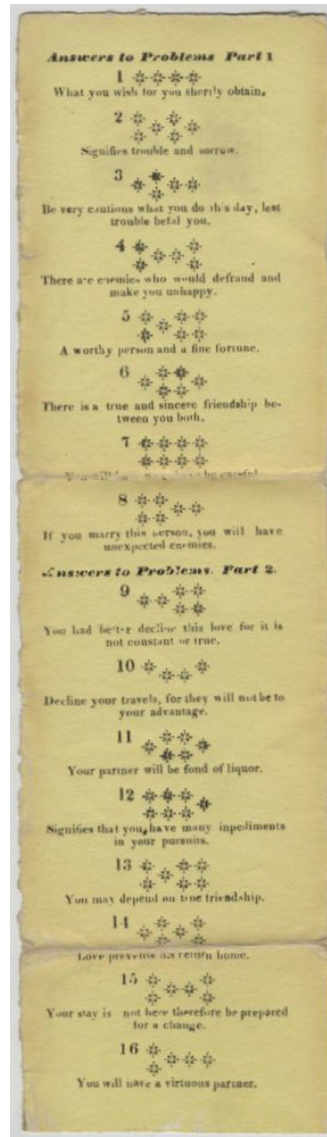 Answers to Problems Part 1
1
What you wish for you shortly obtain.
2
Signifies trouble and sorrow.
3
Be very cautious what you do this day, lest
trouble befal you.
4
There are enemies who would defraud and
make you unhappy.
5
A worthy person and a fine fortune.
6
There is a true and sincere friendship be-
tween you both.
7
You will be careful
8
If you marry this person, you will have
unexpected enemies.
Answers to Problems. Part 2.
9
You had better decline this love for it is
not constant or true.
10
Decline your travels, for they will not be to
your advantage.
11
Your partner will be fond of liquor.
12
Signifies that you have many inpediments
in your pursuits.
13
You may depend on true friendship.
14
Love prevents his return home.
15
Your stay is not here therefore be prepared
for a change.
16
You will have a virtuous partner.